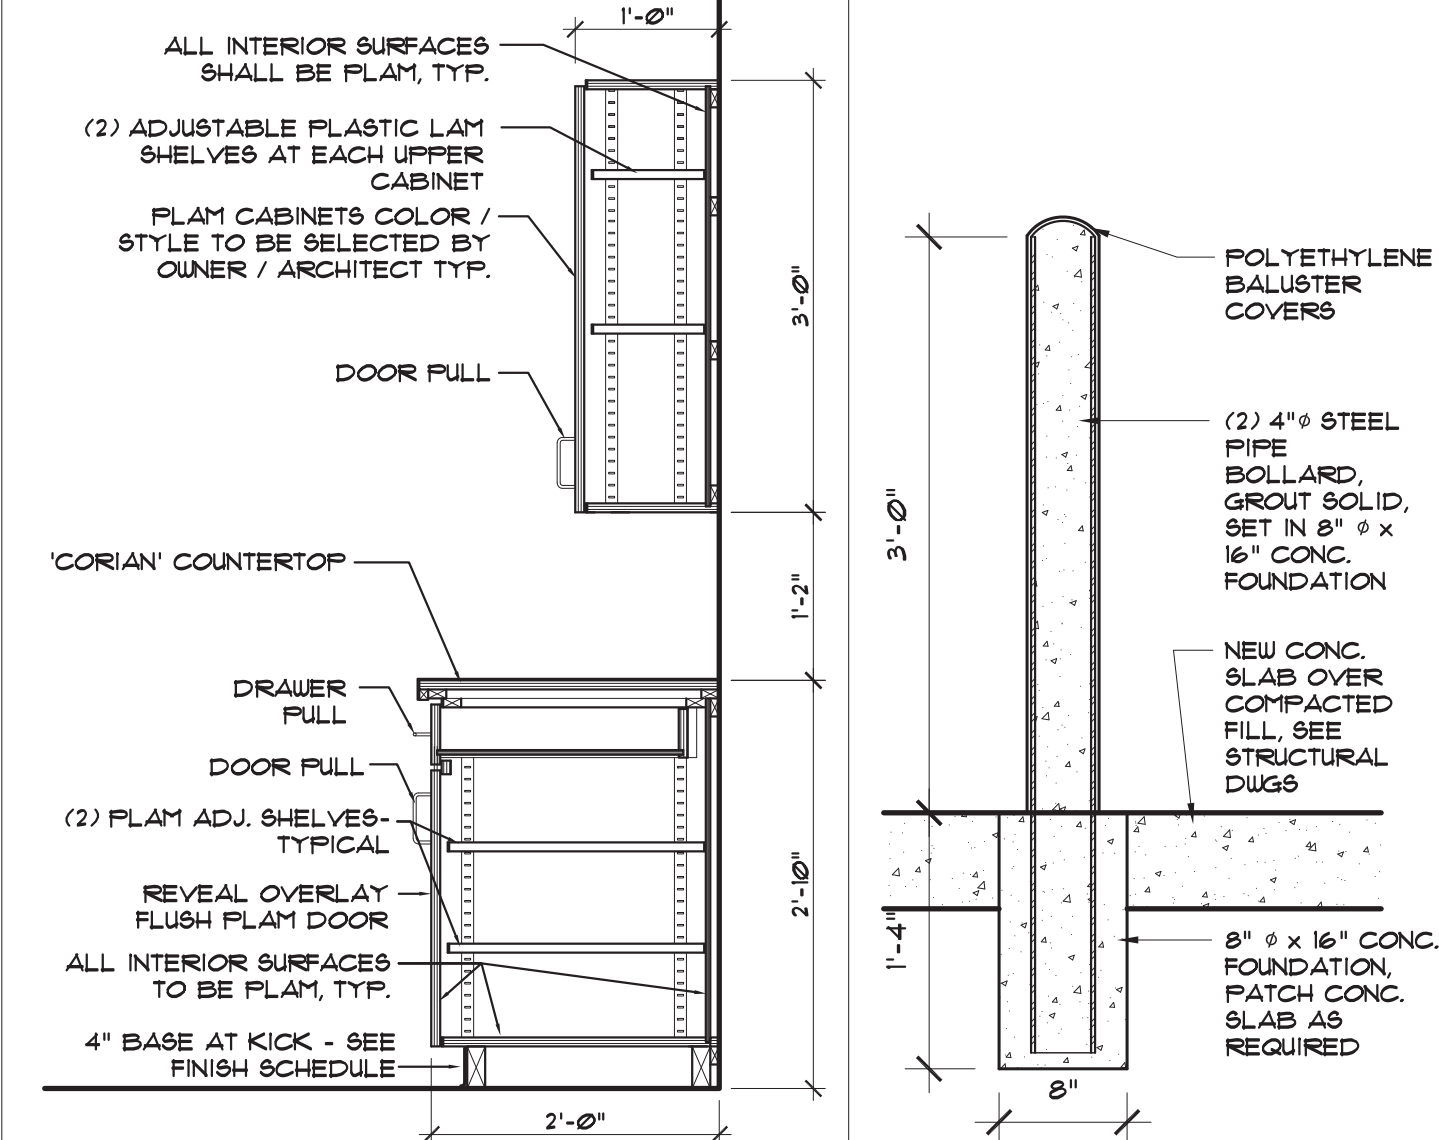 1'-0"
ALL INTERIOR SURFACES
SHALL BE PLAM, TYP.
(2) ADJUSTABLE PLASTIC LAM
SHELVES AT EACH UPPER
CABINET
PLAM CABINETS COLOR /
STYLE TO BE SELECTED BY
OWNER / ARCHITECT TYP.
DOOR PULL
3'-0"
'CORIAN' COUNTERTOP
1'-2"
DRAWER
PULL
DOOR PULL
(2) PLAM ADJ. SHELVES-
TYPICAL
REVEAL OVERLAY
FLUSH PLAM DOOR
ALL INTERIOR SURFACES
TO BE PLAM, TYP.
4" BASE AT KICK - SEE
FINISH SCHEDULE
2'-10"
2'-0"
POLYETHYLENE
BALUSTER
COVERS
(2) 4"⌀ STEEL
PIPE
BOLLARD,
GROUT SOLID,
SET IN 8" ⌀ x
16" CONC.
FOUNDATION
3'-0"
NEW CONC.
SLAB OVER
COMPACTED
FILL, SEE
STRUCTURAL
DWGS
1'-4"
8" ⌀ x 16" CONC.
FOUNDATION,
PATCH CONC.
SLAB AS
REQUIRED
8"